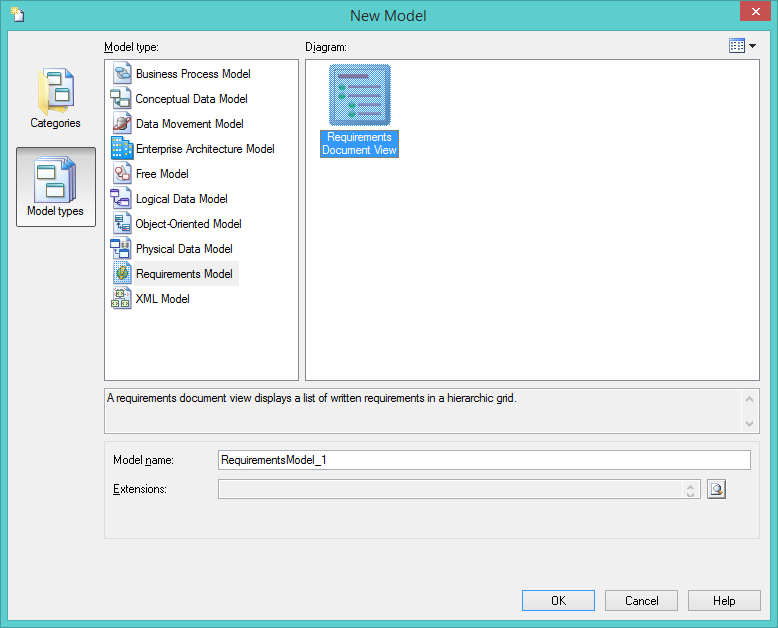 New Model
Model type:
Diagram:
Categories
Model types
Business Process Model
Conceptual Data Model
Data Movement Model
Enterprise Architecture Model
Free Model
Logical Data Model
Object-Oriented Model
Physical Data Model
Requirements Model
XML Model
Requirements
Document View
A requirements document view displays a list of written requirements in a hierarchic grid.
Model name:
RequirementsModel_1
Extensions:
OK
Cancel
Help